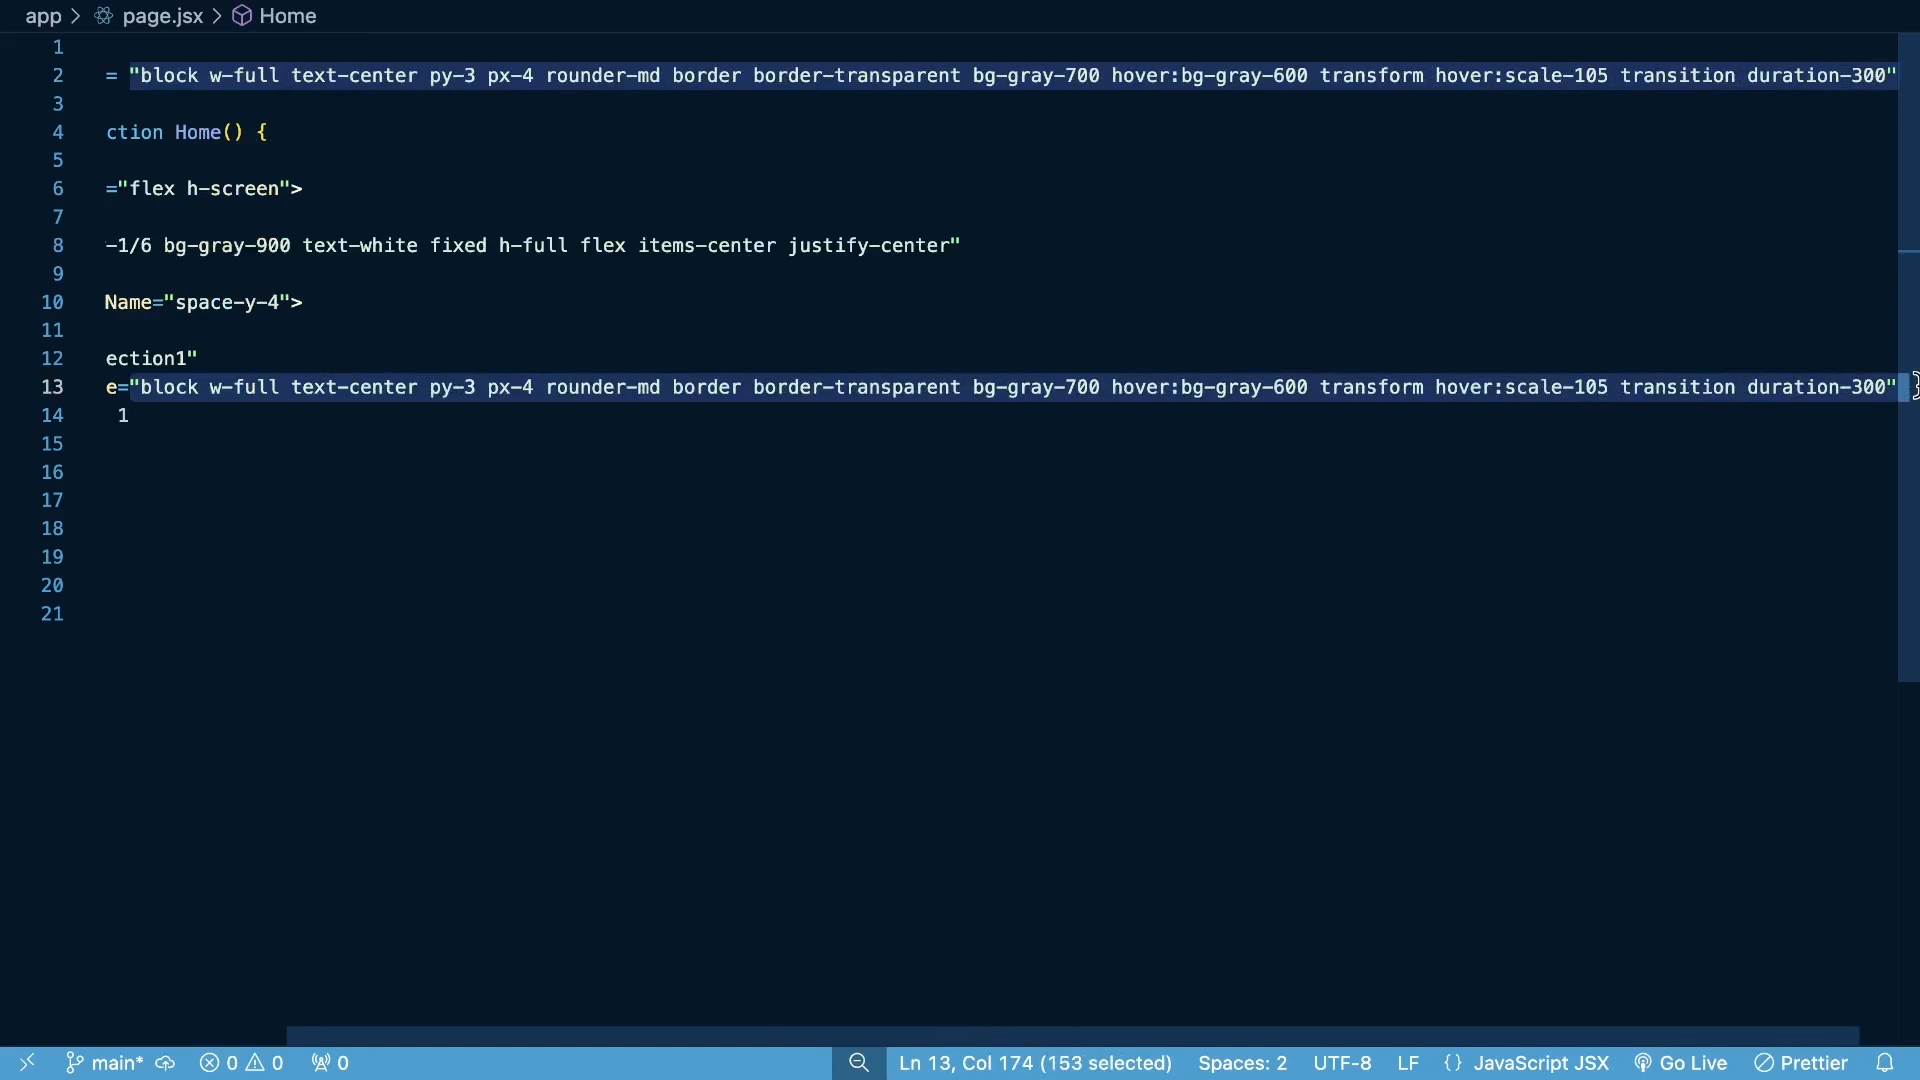 app > page.jsx > Home
1
2 = "block w-full text-center py-3 px-4 rounder-md border border-transparent bg-gray-700 hover:bg-gray-600 transform hover:scale-105 transition duration-300"
3
4 ction Home() {
5
6 ="flex h-screen">
7
8 -1/6 bg-gray-900 text-white fixed h-full flex items-center justify-center"
9
10 Name="space-y-4">
11
12 ection1"
13 e="block w-full text-center py-3 px-4 rounder-md border border-transparent bg-gray-700 hover:bg-gray-600 transform hover:scale-105 transition duration-300"
14 1
15
16
17
18
19
20
21
main* 0 0 0 Ln 13, Col 174 (153 selected) Spaces: 2 UTF-8 LF {} JavaScript JSX Go Live Prettier